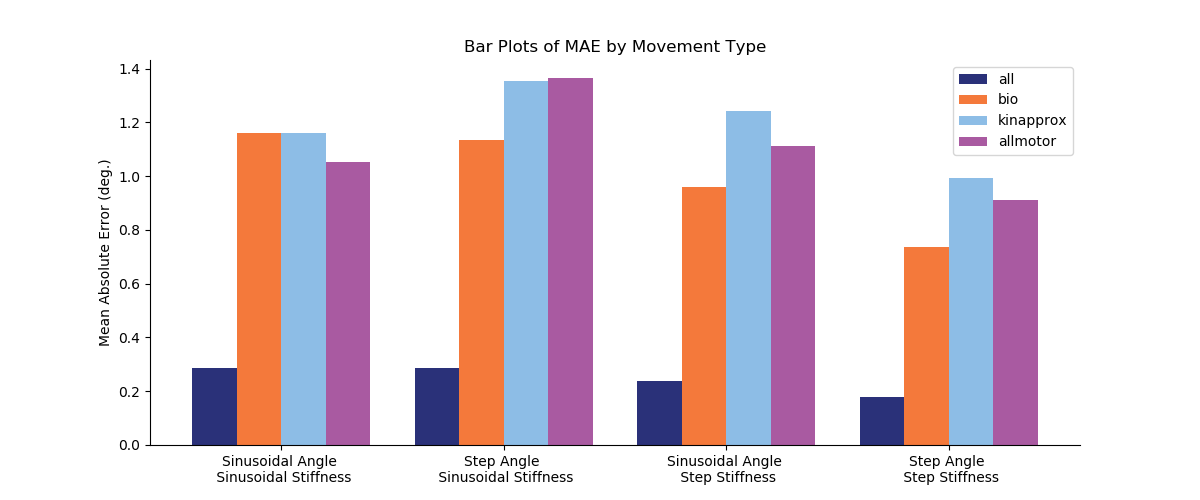 Bar Plots of MAE by Movement Type
Mean Absolute Error (deg.)
1.4
1.2
1.0
0.8
0.6
0.4
0.2
0.0
all
bio
kinapprox
allmotor
Sinusoidal Angle
Sinusoidal Stiffness
Step Angle
Sinusoidal Stiffness
Sinusoidal Angle
Step Stiffness
Step Angle
Step Stiffness